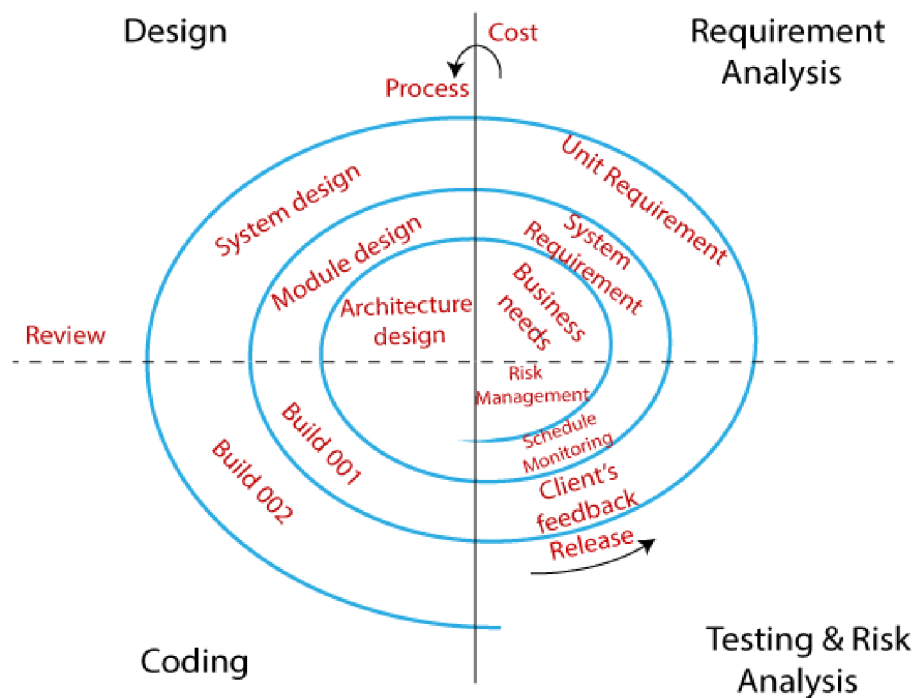 Design
Cost
Requirement
Analysis
Process
Unit Requirement
System design
System
Requirement
Module design
Business
needs
Architecture
design
Review
Risk
Management
Schedule
Monitoring
Build 001
Build 002
Client's
feedback
Release
Coding
Testing & Risk
Analysis